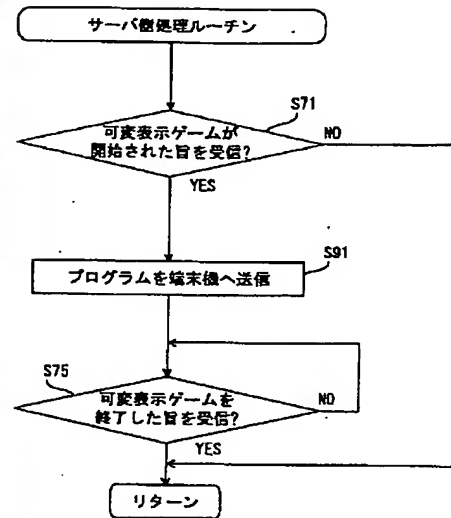 サーバ側処理ルーチン
S71
可変表示ゲームが
開始された旨を受信?
NO
YES
S91
プログラムを端末機へ送信
S75
可変表示ゲームを
終了した旨を受信?
NO
YES
リターン